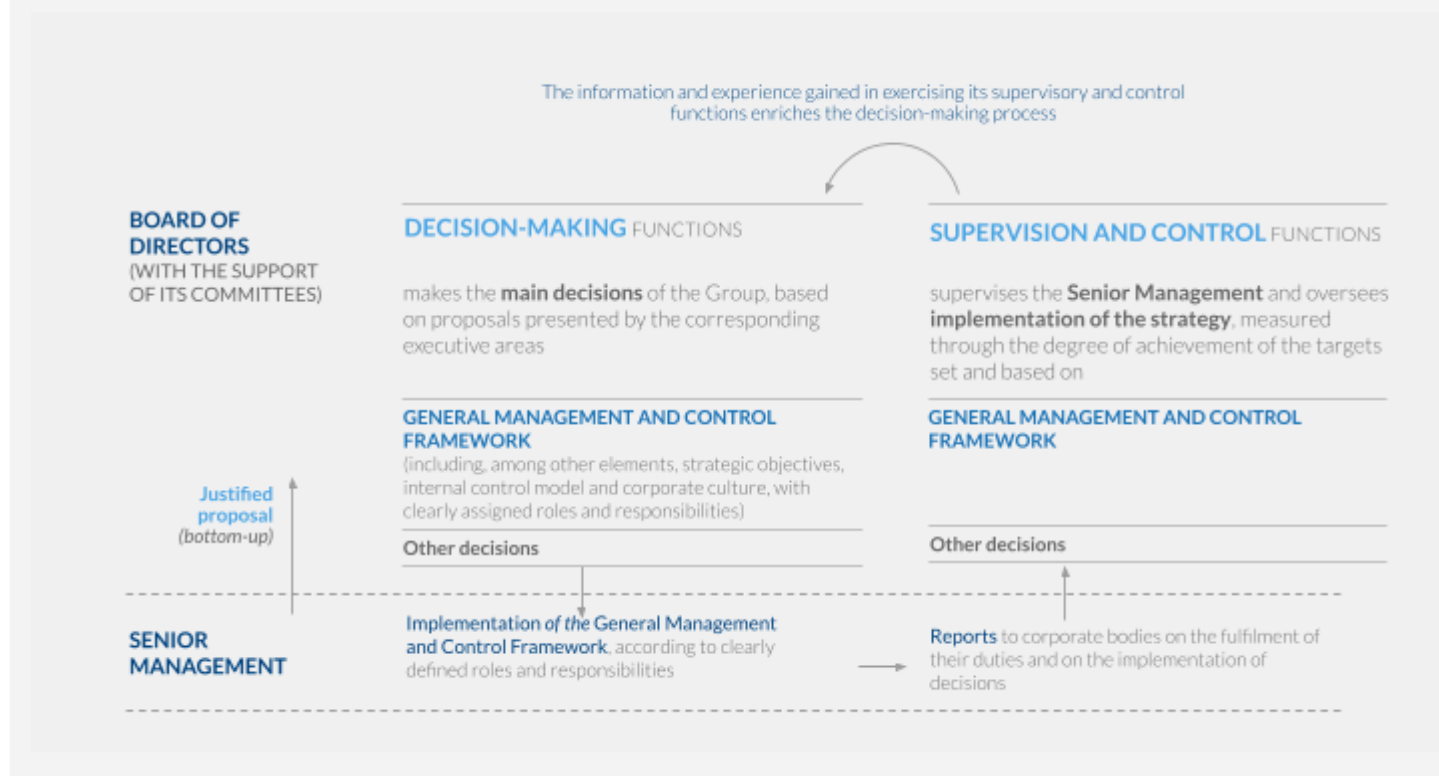 The information and experience gained in exercising its supervisory and control
functions enriches the decision-making process
BOARD OF
DIRECTORS
(WITH THE SUPPORT
OF ITS COMMITTEES)
DECISION-MAKING FUNCTIONS
makes the main decisions of the Group, based
on proposals presented by the corresponding
executive areas
GENERAL MANAGEMENT AND CONTROL
FRAMEWORK
(including, among other elements, strategic objectives,
internal control model and corporate culture, with
clearly assigned roles and responsibilities)
Other decisions
SUPERVISION AND CONTROL FUNCTIONS
supervises the Senior Management and oversees
implementation of the strategy, measured
through the degree of achievement of the targets
set and based on
GENERAL MANAGEMENT AND CONTROL
FRAMEWORK
Other decisions
Justified
proposal
(bottom-up)
SENIOR
MANAGEMENT
Implementation of the General Management
and Control Framework, according to clearly
defined roles and responsibilities
Reports to corporate bodies on the fulfilment of
their duties and on the implementation of
decisions